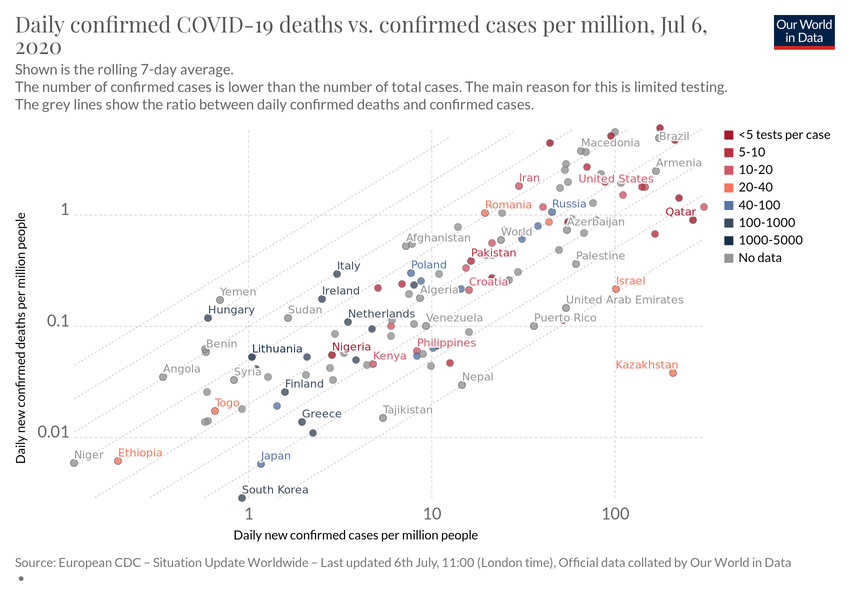 Daily confirmed COVID-19 deaths vs. confirmed cases per million, Jul 6,
2020
Our World
in Data
Shown is the rolling 7-day average.
The number of confirmed cases is lower than the number of total cases. The main reason for this is limited testing.
The grey lines show the ratio between daily confirmed deaths and confirmed cases.
<5 tests per case
5-10
10-20
20-40
40-100
100-1000
1000-5000
No data
Daily new confirmed deaths per million people
1
0.1
0.01
Brazil
Macedonia
Armenia
Iran
United States
Romania
Russia
Qatar
Azerbaijan
World
Afghanistan
Pakistan
Palestine
Italy
Poland
Israel
Croatia
Yemen
Ireland
Algeria
United Arab Emirates
Hungary
Sudan
Netherlands
Venezuela
Puerto Rico
Benin
Lithuania
Nigeria
Philippines
Kenya
Kazakhstan
Angola
Syria
Finland
Nepal
Togo
Greece
Tajikistan
Niger
Ethiopia
Japan
South Korea
1
10
100
Daily new confirmed cases per million people
Source: European CDC – Situation Update Worldwide – Last updated 6th July, 11:00 (London time), Official data collated by Our World in Data